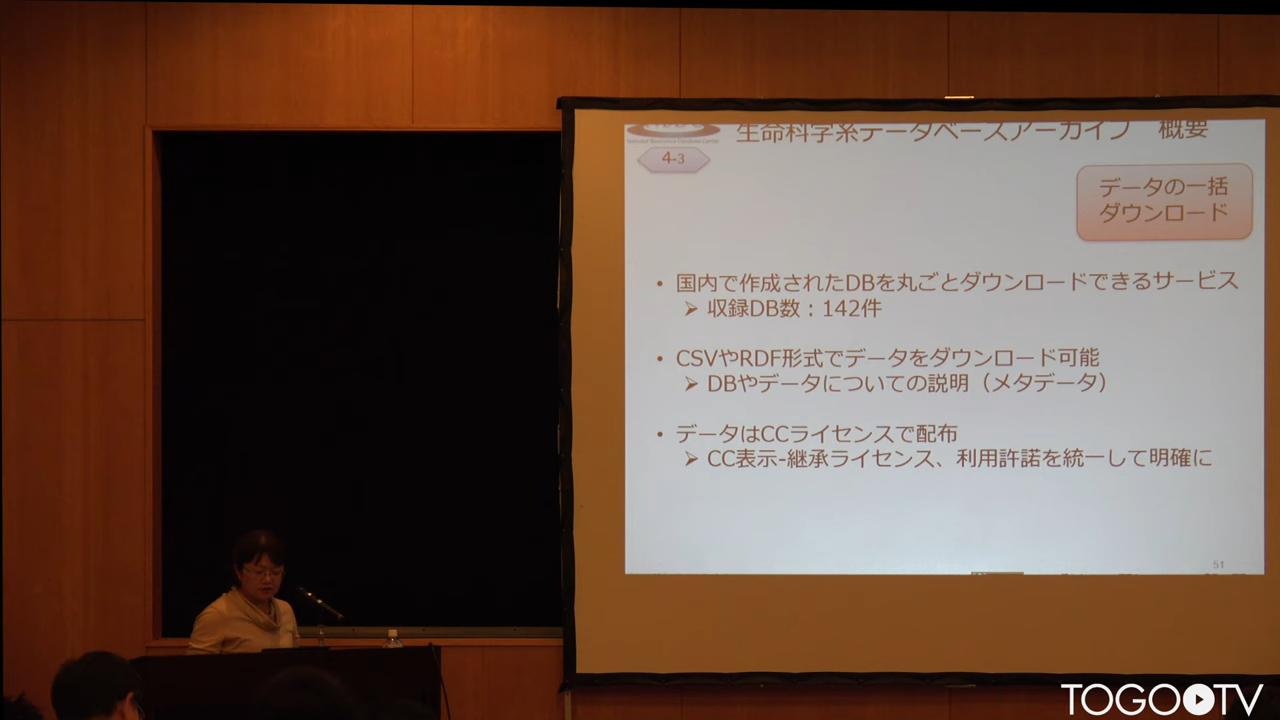 生命科学系データベースアーカイブ 概要
4-3
データの一括
ダウンロード
• 国内で作成されたDBを丸ごとダウンロードできるサービス
➢ 収録DB数：142件
• CSVやRDF形式でデータをダウンロード可能
➢ DBやデータについての説明（メタデータ）
• データはCCライセンスで配布
➢ CC表示-継承ライセンス、利用許諾を統一して明確に
51
TOGOTV